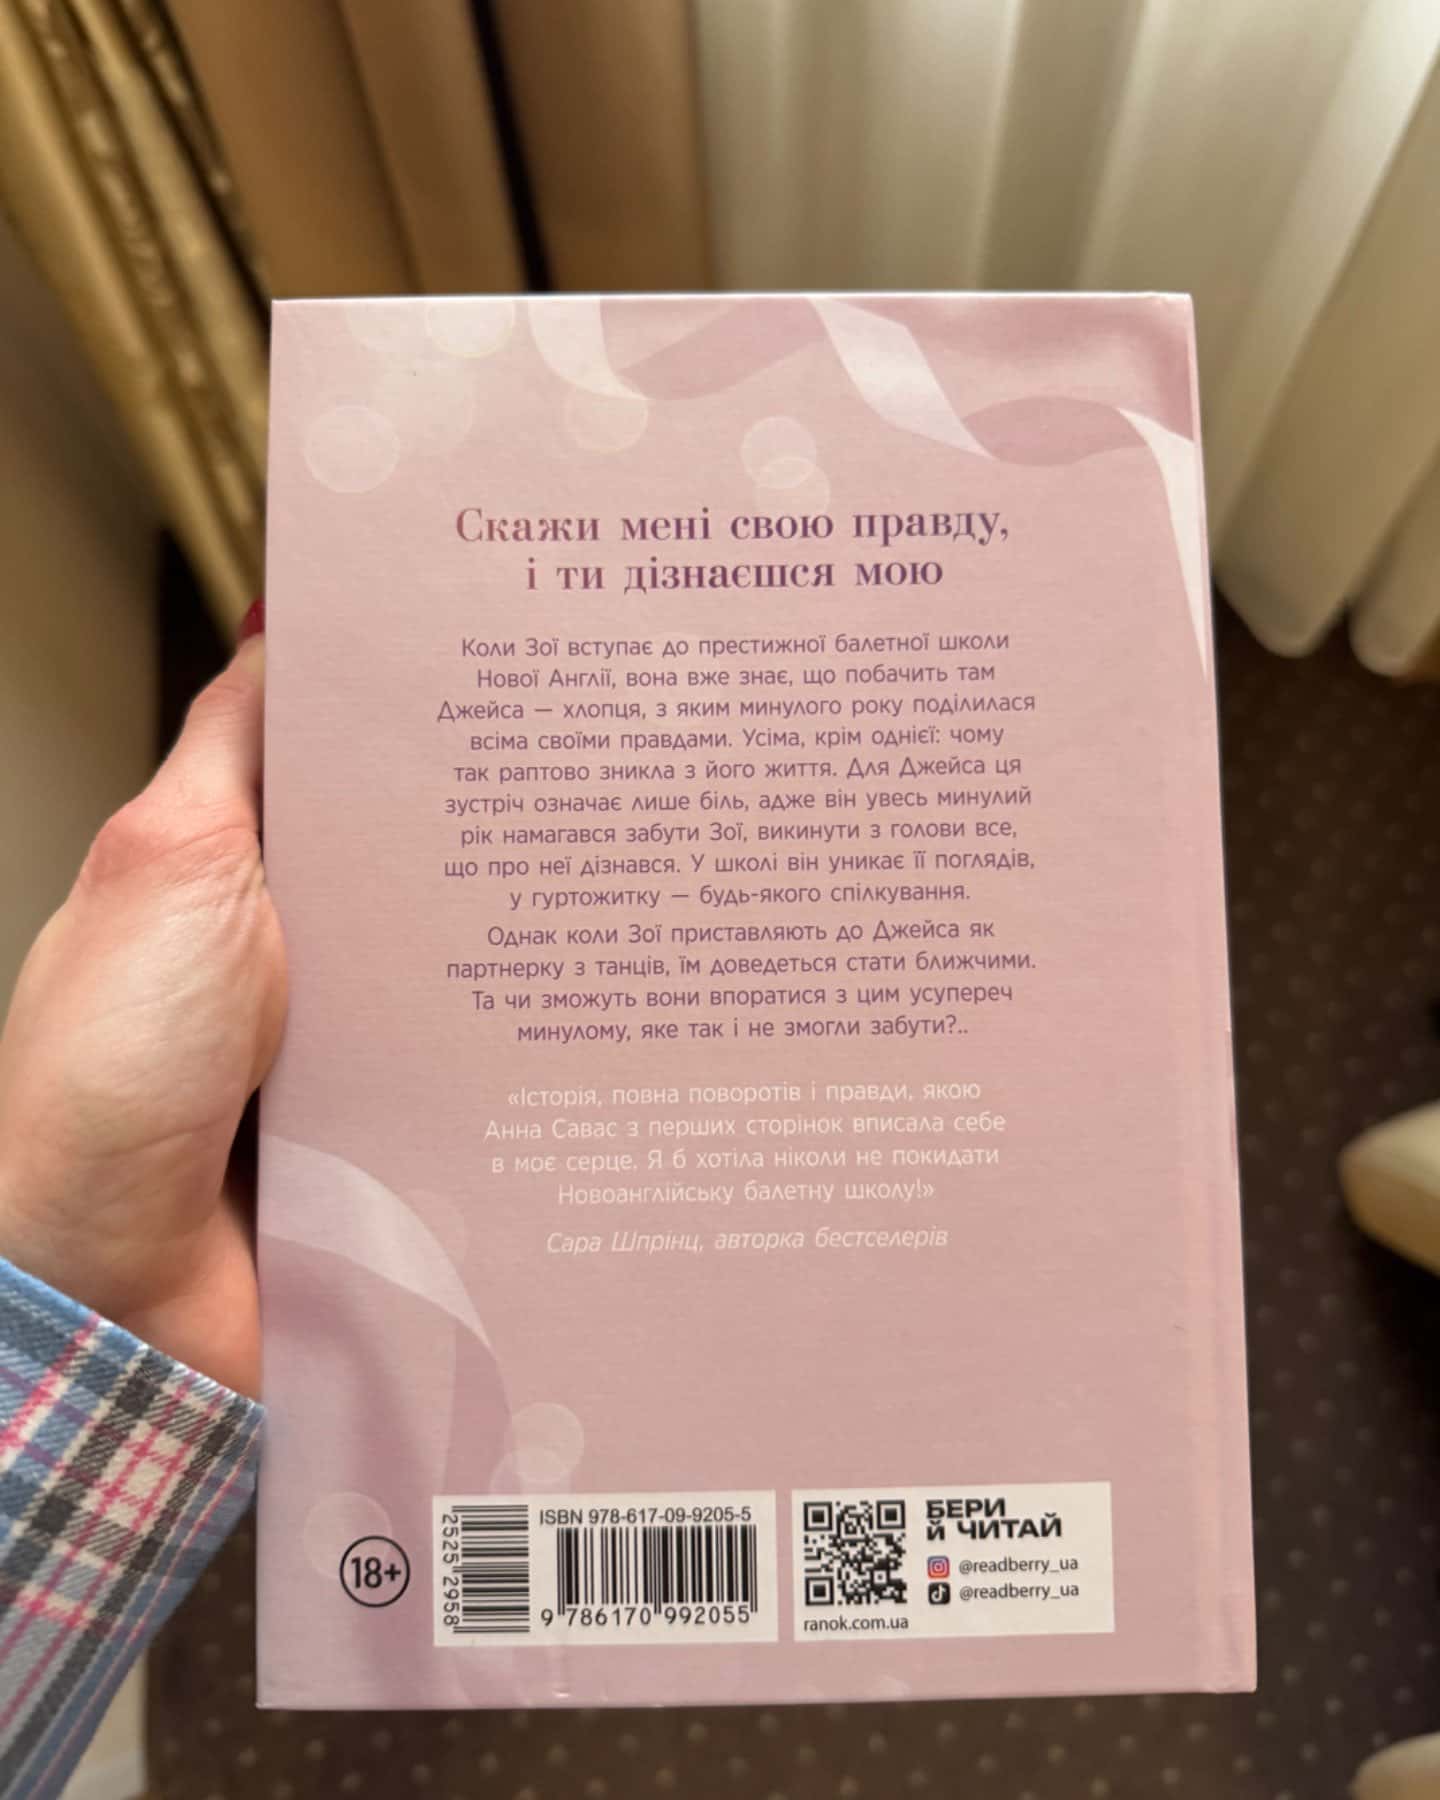 Скажи мені свою правду,
і ти дізнаєшся мою
Коли Зої вступає до престижної балетної школи
Нової Англії, вона вже знає, що побачить там
Джейса — хлопця, з яким минулого року поділилася
всіма своїми правдами. Усіма, крім однієї: чому
так раптово зникла з його життя. Для Джейса ця
зустріч означає лише біль, адже він увесь минулий
рік намагався забути Зої, викинути з голови все,
що про неї дізнався. У школі він уникає її поглядів,
у гуртожитку — будь-якого спілкування.
Однак коли Зої приставляють до Джейса як
партнерку з танців, їм доведеться стати ближчими.
Та чи зможуть вони впоратися з цим усупереч
минулому, яке так і не змогли забути?..
«Історія, повна поворотів і правди, якою
Анна Савас з перших сторінок вписала себе
в моє серце. Я б хотіла ніколи не покидати
Новоанглійську балетну школу!»
Сара Шпрінц, авторка бестселерів
18+
2525 2958
ISBN 978-617-09-9205-5
9 786170 992055
БЕРИ
Й ЧИТАЙ
@readberry_ua
@readberry_ua
ranok.com.ua